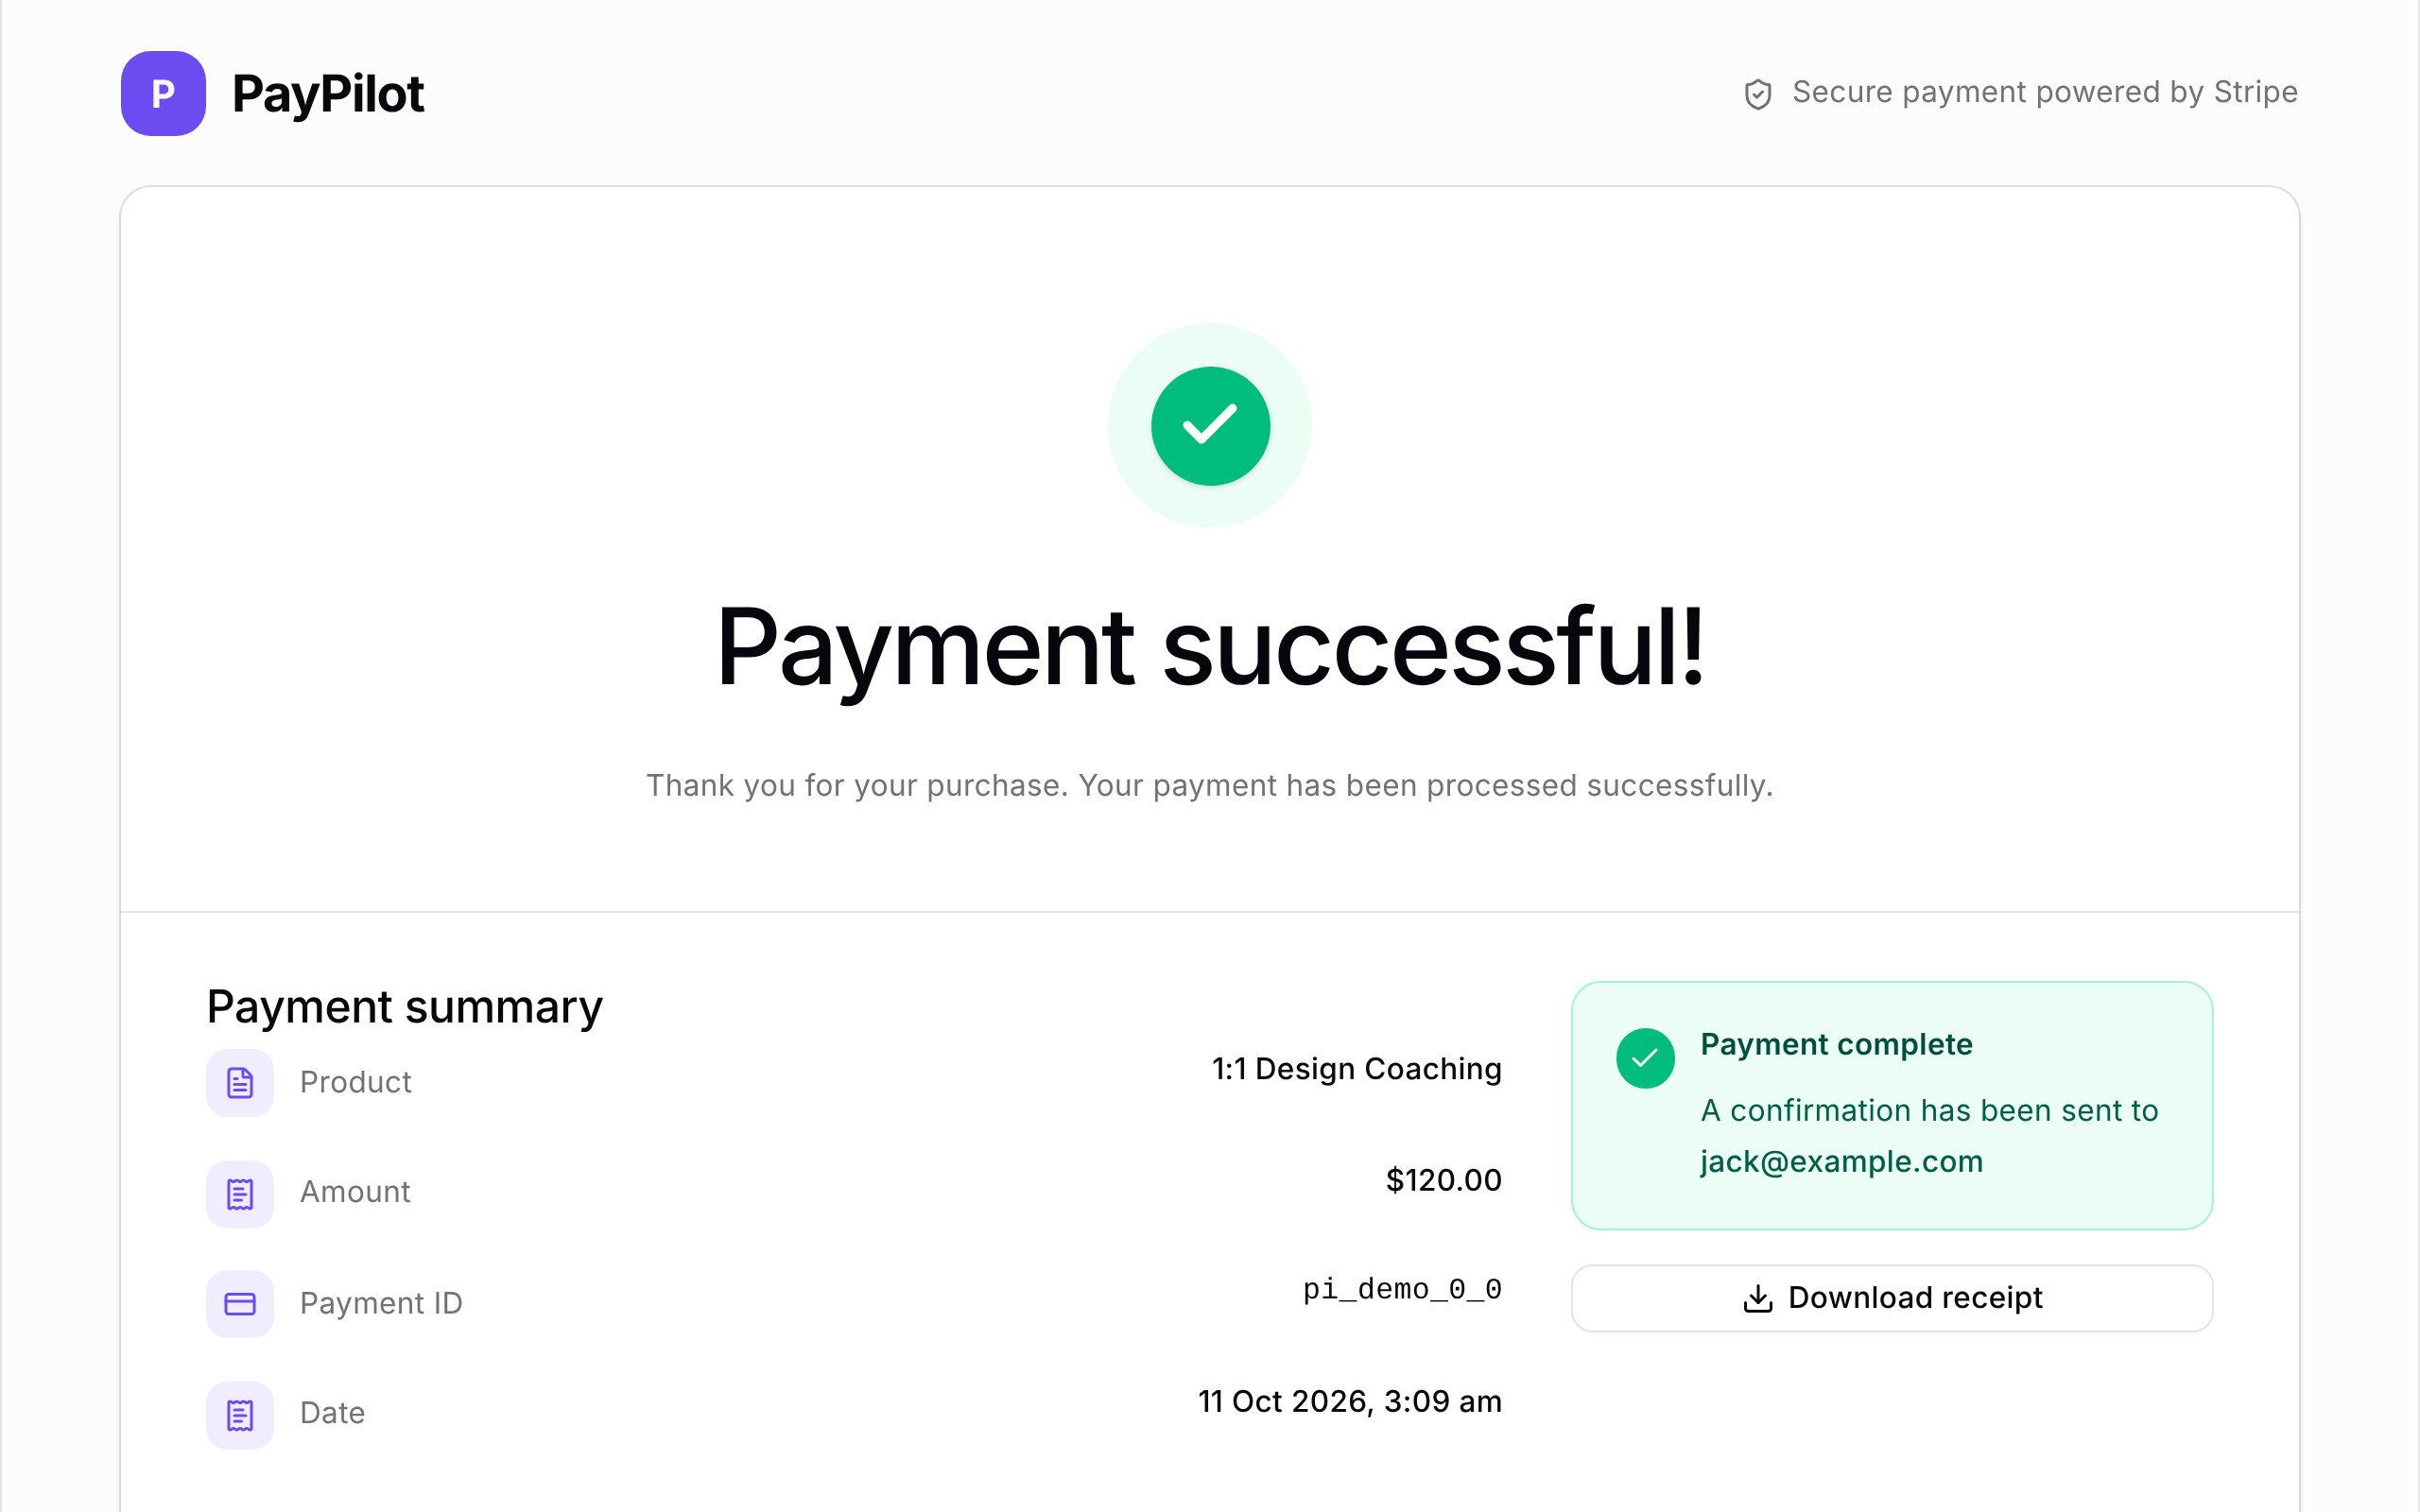 P
PayPilot
Secure payment powered by Stripe
Payment successful!
Thank you for your purchase. Your payment has been processed successfully.
Payment summary
Product
1:1 Design Coaching
Amount
$120.00
Payment ID
pi_demo_0_0
Date
11 Oct 2026, 3:09 am
Payment complete
A confirmation has been sent to
jack@example.com
Download receipt